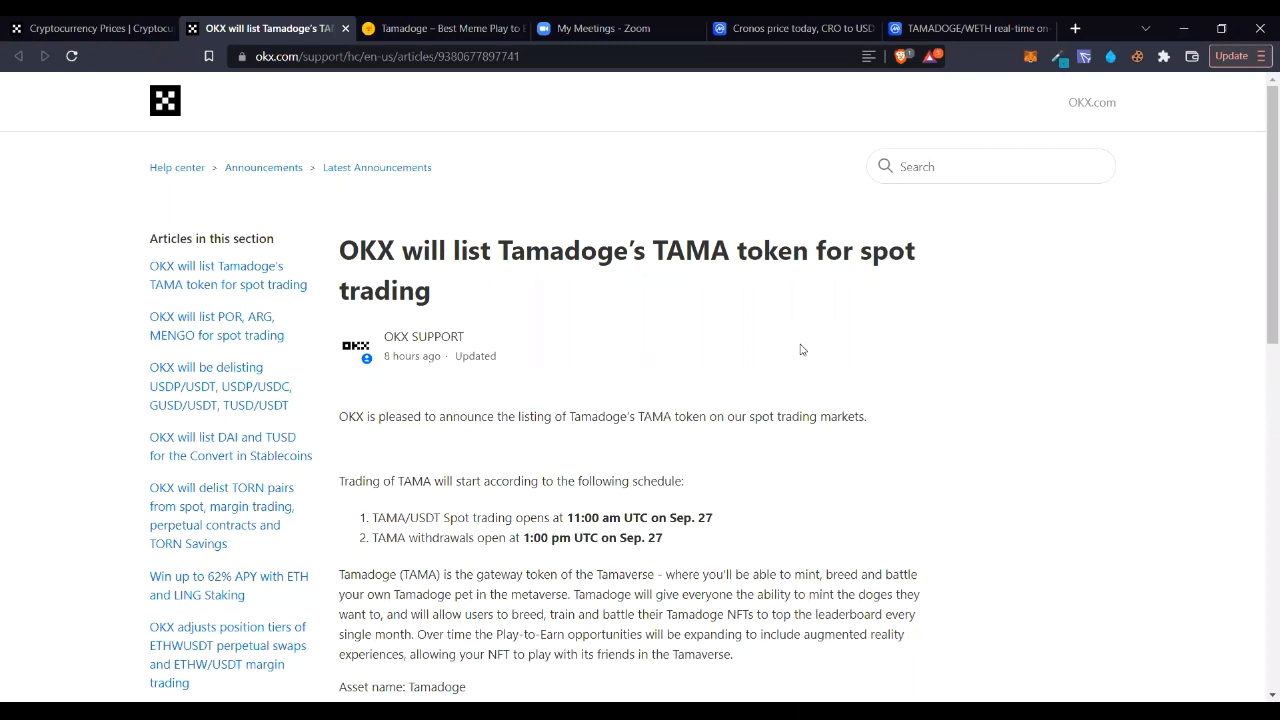 Cryptocurrency Prices | Cryptocu
OKX will list Tamadoge's TAM
Tamadoge – Best Meme Play to E
My Meetings - Zoom
Cronos price today, CRO to USD
TAMADOGE/WETH real-time on-
okx.com/support/hc/en-us/articles/9380677897741
Update
OKX.com
Help center > Announcements > Latest Announcements
Search
Articles in this section
OKX will list Tamadoge's
TAMA token for spot trading
OKX will list POR, ARG,
MENGO for spot trading
OKX will be delisting
USDP/USDT, USDP/USDC,
GUSD/USDT, TUSD/USDT
OKX will list DAI and TUSD
for the Convert in Stablecoins
OKX will delist TORN pairs
from spot, margin trading,
perpetual contracts and
TORN Savings
Win up to 62% APY with ETH
and LING Staking
OKX adjusts position tiers of
ETHWUSDT perpetual swaps
and ETHW/USDT margin
trading
OKX will list Tamadoge's TAMA token for spot
trading
OKX
OKX SUPPORT
8 hours ago · Updated
OKX is pleased to announce the listing of Tamadoge's TAMA token on our spot trading markets.
Trading of TAMA will start according to the following schedule:
1. TAMA/USDT Spot trading opens at 11:00 am UTC on Sep. 27
2. TAMA withdrawals open at 1:00 pm UTC on Sep. 27
Tamadoge (TAMA) is the gateway token of the Tamaverse - where you'll be able to mint, breed and battle
your own Tamadoge pet in the metaverse. Tamadoge will give everyone the ability to mint the doges they
want to, and will allow users to breed, train and battle their Tamadoge NFTs to top the leaderboard every
single month. Over time the Play-to-Earn opportunities will be expanding to include augmented reality
experiences, allowing your NFT to play with its friends in the Tamaverse.
Asset name: Tamadoge